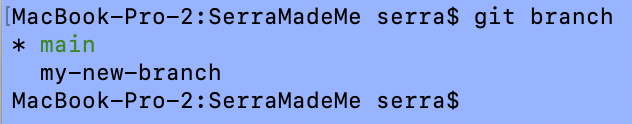 [MacBook-Pro-2:SerraMadeMe serra$ git branch
* main
  my-new-branch
MacBook-Pro-2:SerraMadeMe serra$